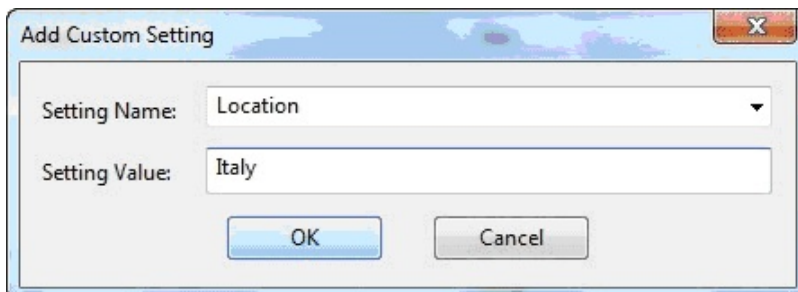 Add Custom Setting
Setting Name: Location
Setting Value: Italy
OK Cancel